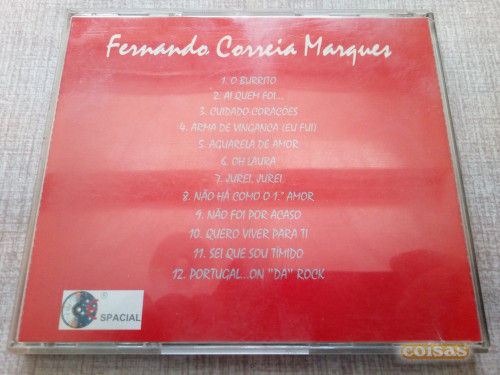 Fernando Correia Marques
1. O BURRITO
2. AI QUEM FOI...
3. CUIDADO CORAÇÕES
4. ARMA DE VINGANÇA (EU FUI)
5. AGUARELA DE AMOR
6. OH LAURA
7. JUREI, JUREI
8. NÃO HÁ COMO O 1.º AMOR
9. NÃO FOI POR ACASO
10. QUERO VIVER PARA TI
11. SEI QUE SOU TÍMIDO
12. PORTUGAL...ON "DA" ROCK
® SPACIAL
coisas